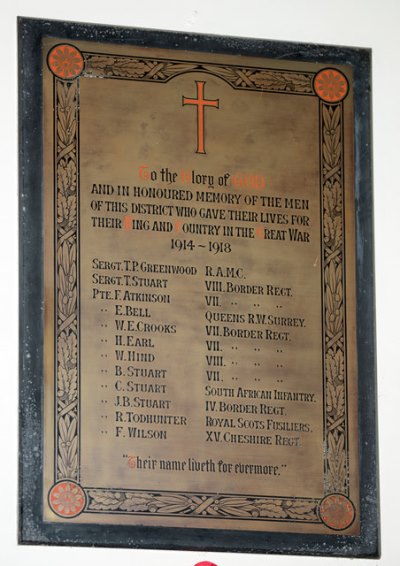 To the Glory of GOD
AND IN HONOURED MEMORY OF THE MEN
OF THIS DISTRICT WHO GAVE THEIR LIVES FOR
THEIR KING AND COUNTRY IN THE GREAT WAR
1914 ~ 1918
SERGT. T.P. GREENWOOD R.A.M.C.
SERGT. T. STUART VIII. BORDER REGT.
PTE. F. ATKINSON VII. " " "
" E. BELL QUEENS R.W. SURREY.
" W.E. CROOKS VII. BORDER REGT.
" H. EARL VII. " " "
" W. HIND VIII. " " "
" B. STUART VII. " " "
" C. STUART SOUTH AFRICAN INFANTRY.
" J.B. STUART IV. BORDER REGT.
" R. TODHUNTER ROYAL SCOTS FUSILIERS.
" F. WILSON XV. CHESHIRE REGT.
"Their name liveth for evermore."